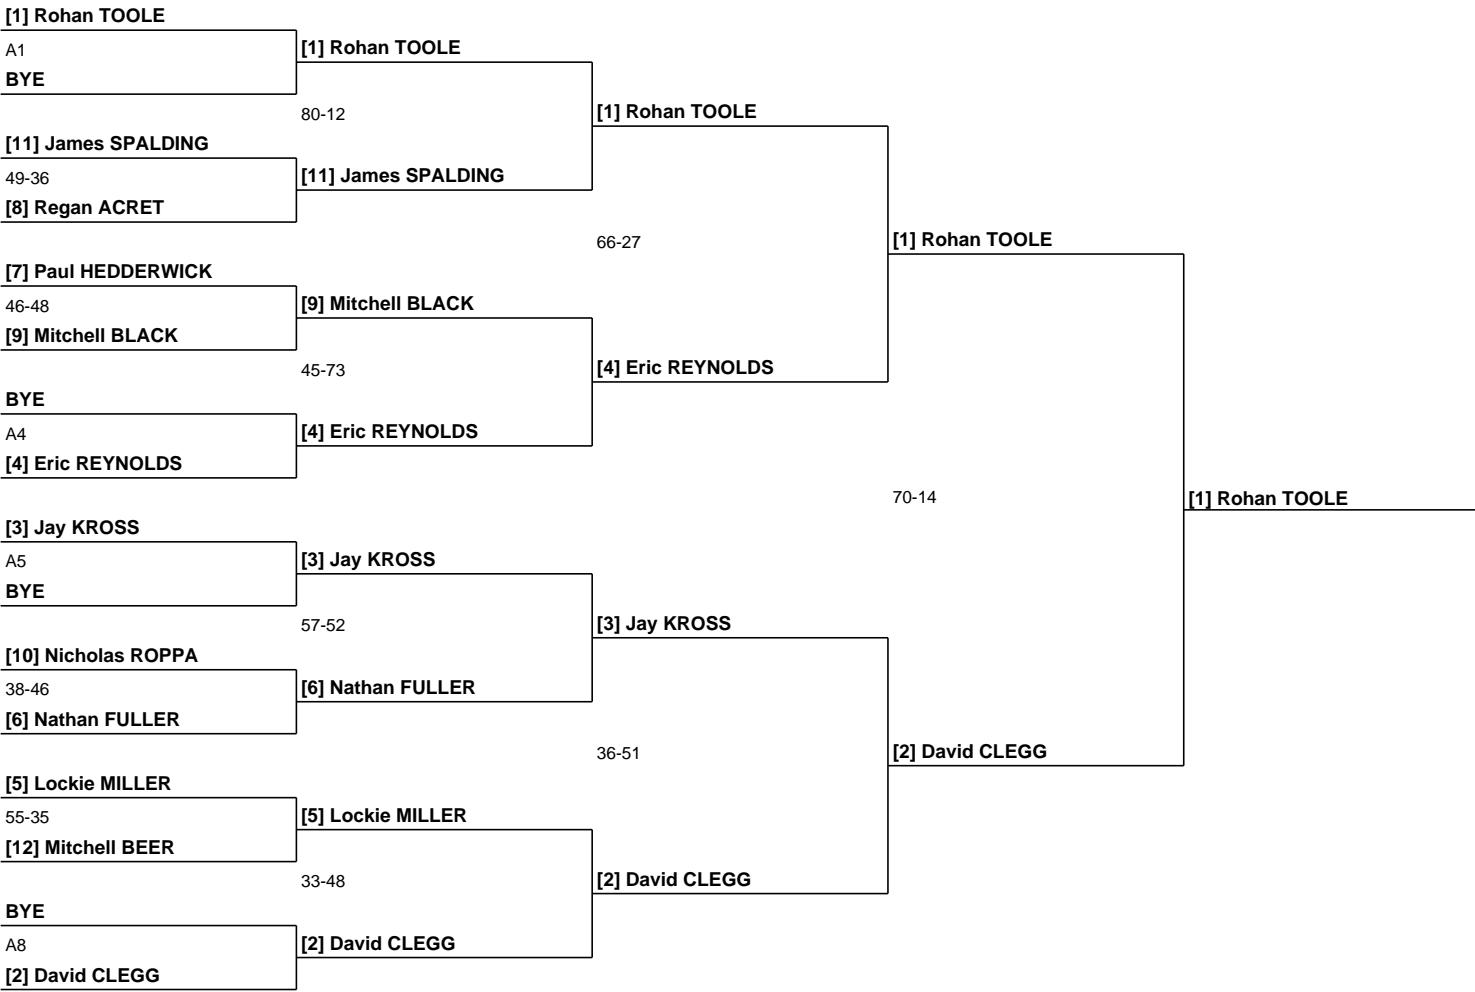 [1] Rohan TOOLE
A1
BYE
[1] Rohan TOOLE
80-12
[11] James SPALDING
49-36
[8] Regan ACRET
[11] James SPALDING
[1] Rohan TOOLE
66-27
[7] Paul HEDDERWICK
46-48
[9] Mitchell BLACK
[9] Mitchell BLACK
45-73
BYE
A4
[4] Eric REYNOLDS
[4] Eric REYNOLDS
[4] Eric REYNOLDS
[1] Rohan TOOLE
70-14
[3] Jay KROSS
A5
BYE
[3] Jay KROSS
57-52
[10] Nicholas ROPPA
38-46
[6] Nathan FULLER
[6] Nathan FULLER
[3] Jay KROSS
36-51
[5] Lockie MILLER
55-35
[12] Mitchell BEER
[5] Lockie MILLER
33-48
BYE
A8
[2] David CLEGG
[2] David CLEGG
[2] David CLEGG
[2] David CLEGG
[1] Rohan TOOLE